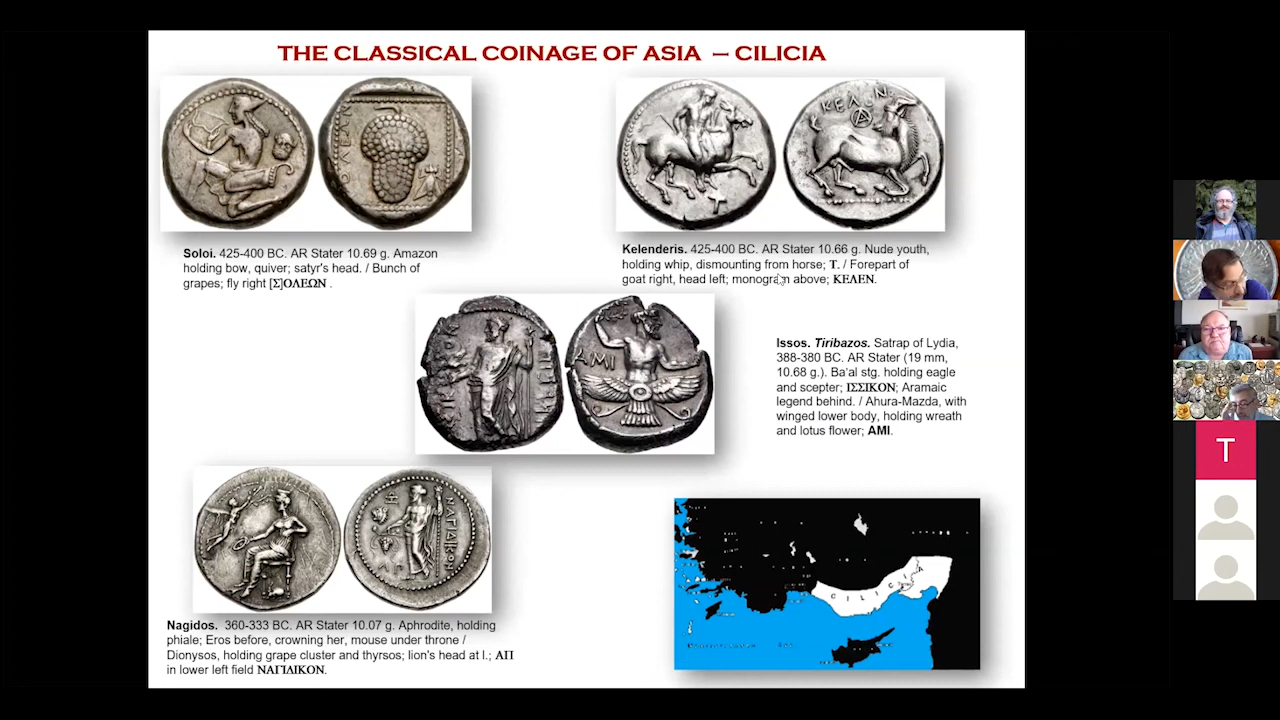 THE CLASSICAL COINAGE OF ASIA – CILICIA
Soloi. 425-400 BC. AR Stater 10.69 g. Amazon
holding bow, quiver; satyr's head. / Bunch of
grapes; fly right [Σ]ΟΛΕΩΝ .
Kelenderis. 425-400 BC. AR Stater 10.66 g. Nude youth,
holding whip, dismounting from horse; T. / Forepart of
goat right, head left; monogram above; ΚΕΛΕΝ.
Issos. Tiribazos. Satrap of Lydia,
388-380 BC. AR Stater (19 mm,
10.68 g.). Ba'al stg. holding eagle
and scepter; ΙΣΣΙΚΟΝ; Aramaic
legend behind. / Ahura-Mazda, with
winged lower body, holding wreath
and lotus flower; AMI.
AMI
ΝΑΓΙΔΙΚΟΝ
Nagidos. 360-333 BC. AR Stater 10.07 g. Aphrodite, holding
phiale; Eros before, crowning her, mouse under throne /
Dionysos, holding grape cluster and thyrsos; lion's head at l.; ΑΠ
in lower left field ΝΑΓΙΔΙΚΟΝ.
CILICIA
T